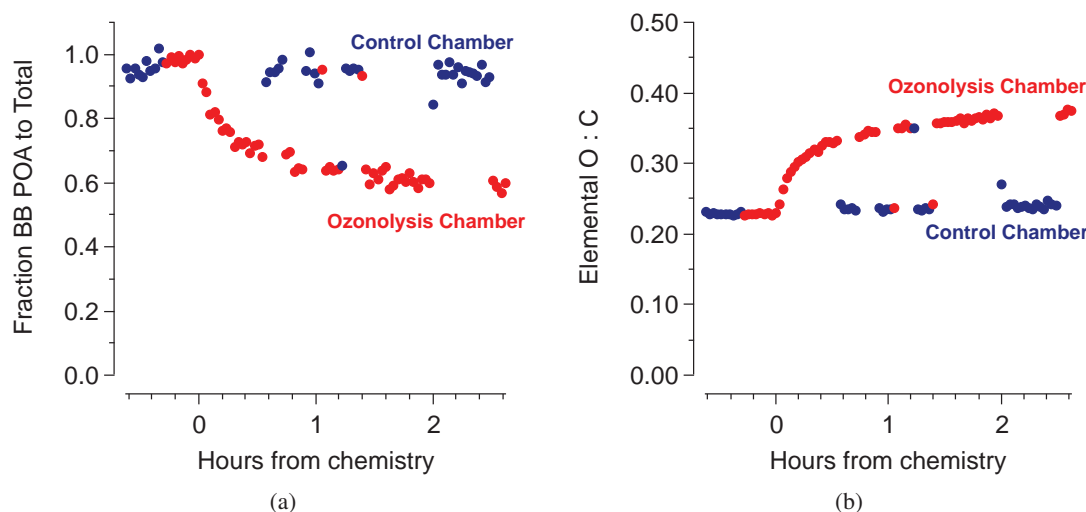 Fraction BB POA to Total
1.0
0.8
0.6
0.4
0.2
0.0
Control Chamber
Ozonolysis Chamber
0
1
2
Hours from chemistry
(a)
Elemental O : C
0.50
0.40
0.30
0.20
0.10
0.00
Ozonolysis Chamber
Control Chamber
0
1
2
Hours from chemistry
(b)